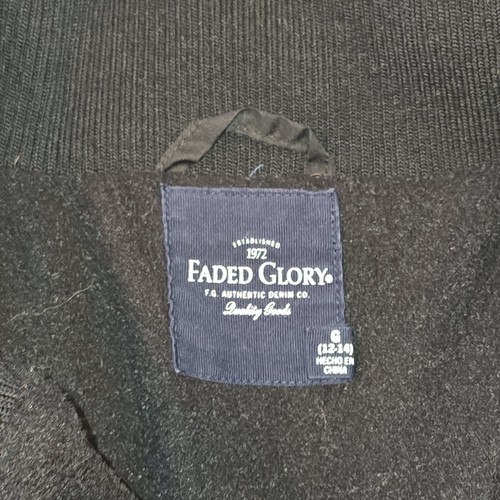 ESTABLISHED
1972
FADED GLORY®
F.G. AUTHENTIC DENIM CO.
Quality Goods
G
(12-14)
HECHO EN
CHINA